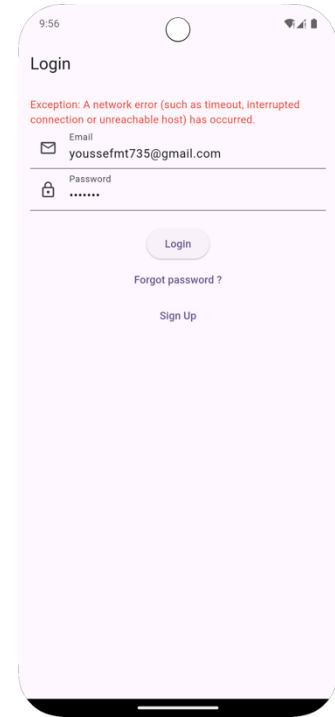 9:56
Login
Exception: A network error (such as timeout, interrupted
connection or unreachable host) has occurred.
Email
youssefmt735@gmail.com
Password
•••••••
Login
Forgot password ?
Sign Up